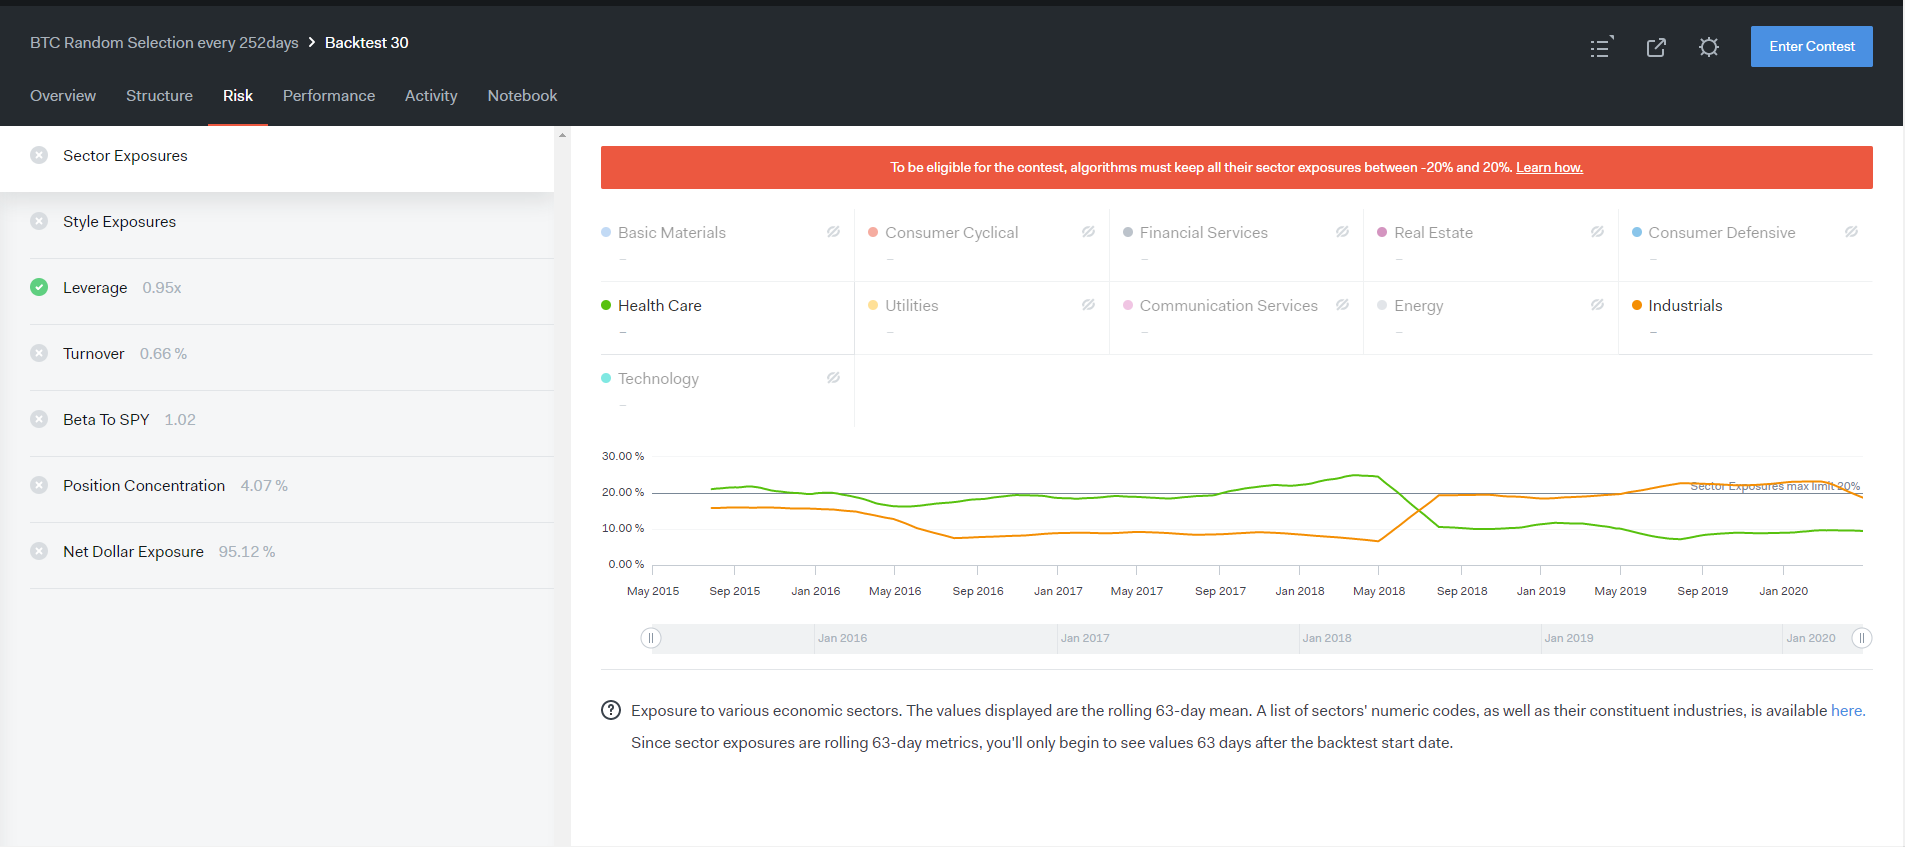 BTC Random Selection every 252days > Backtest 30
Enter Contest
Overview Structure Risk Performance Activity Notebook
Sector Exposures
Style Exposures
Leverage 0.95x
Turnover 0.66 %
Beta To SPY 1.02
Position Concentration 4.07 %
Net Dollar Exposure 95.12 %
To be eligible for the contest, algorithms must keep all their sector exposures between -20% and 20%. Learn how.
Basic Materials Consumer Cyclical Financial Services Real Estate Consumer Defensive
– – – – –
Health Care Utilities Communication Services Energy Industrials
– – – – –
Technology
–
30.00 %
20.00 %
10.00 %
0.00 %
Sector Exposures max limit 20%
May 2015 Sep 2015 Jan 2016 May 2016 Sep 2016 Jan 2017 May 2017 Sep 2017 Jan 2018 May 2018 Sep 2018 Jan 2019 May 2019 Sep 2019 Jan 2020
Jan 2016 Jan 2017 Jan 2018 Jan 2019 Jan 2020
Exposure to various economic sectors. The values displayed are the rolling 63-day mean. A list of sectors' numeric codes, as well as their constituent industries, is available here.
Since sector exposures are rolling 63-day metrics, you'll only begin to see values 63 days after the backtest start date.